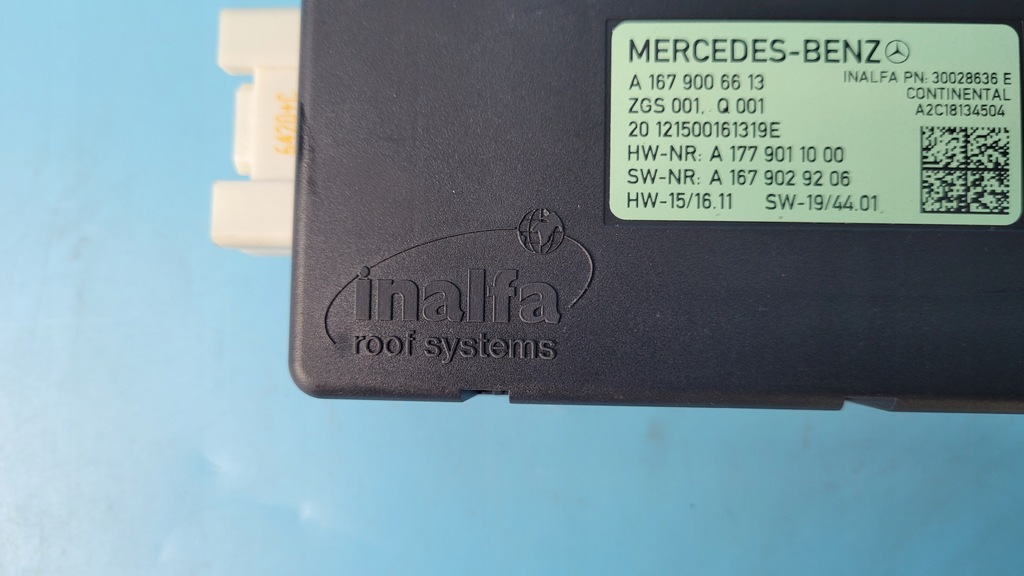 6420+C
MERCEDES-BENZ
A 167 900 66 13
INALFA PN: 30028636 E
CONTINENTAL
ZGS 001, Q 001
A2C18134504
20 121500161319E
HW-NR: A 177 901 10 00
SW-NR: A 167 902 92 06
HW-15/16.11 SW-19/44.01
inalfa
roof systems